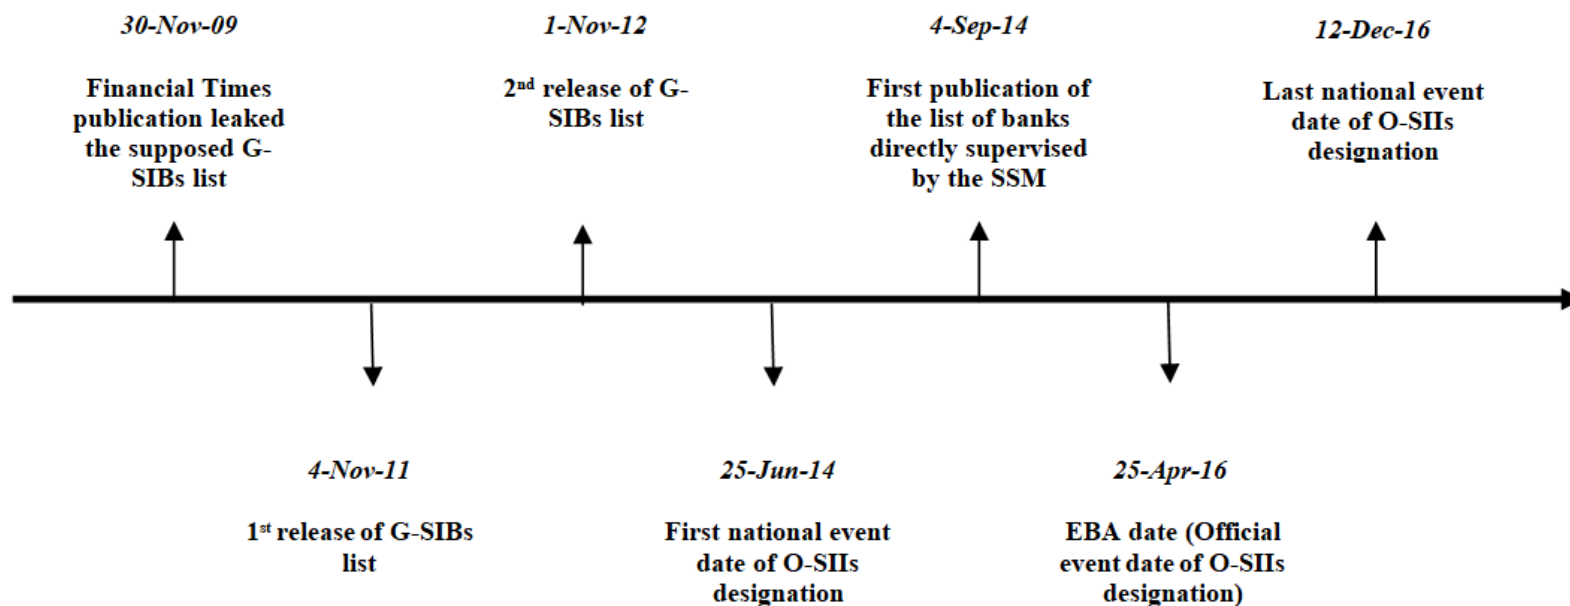 30-Nov-09
Financial Times
publication leaked
the supposed G-
SIBs list
1-Nov-12
2nd release of G-
SIBs list
4-Sep-14
First publication of
the list of banks
directly supervised
by the SSM
12-Dec-16
Last national event
date of O-SIIs
designation
4-Nov-11
1st release of G-SIBs
list
25-Jun-14
First national event
date of O-SIIs
designation
25-Apr-16
EBA date (Official
event date of O-SIIs
designation)